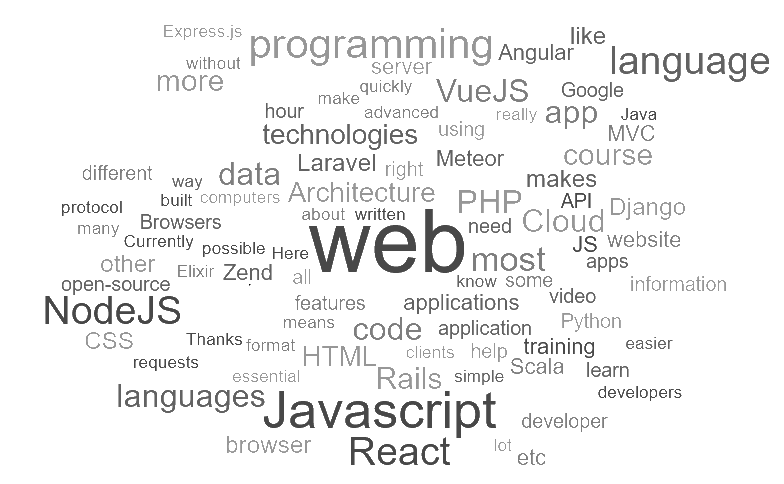 Express.js
programming
like
Angular
language
without
server
more
quickly
VueJS
Google
make
hour
advanced
really
app
Java
technologies
using
MVC
Laravel
right
Meteor
course
different
way
data
makes
built
computers
Architecture
PHP
API
Django
protocol
Browsers
about
written
need
Cloud
many
Currently
possible
Here
web
JS
website
other
Elixir
Zend
all
most
apps
open-source
know
some
information
NodeJS
features
applications
video
means
code
application
Python
CSS
Thanks
format
HTML
clients
help
training
easier
requests
essential
Rails
simple
Scala
learn
languages
Javascript
developers
developer
browser
React
lot
etc